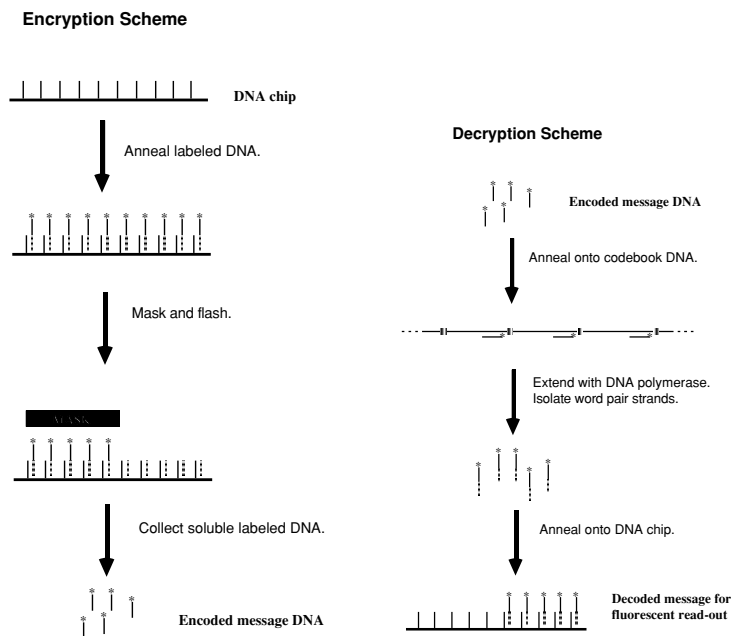 Encryption Scheme
DNA chip
Anneal labeled DNA.
Mask and flash.
MASK
Collect soluble labeled DNA.
Encoded message DNA
Decryption Scheme
Encoded message DNA
Anneal onto codebook DNA.
Extend with DNA polymerase.
Isolate word pair strands.
Anneal onto DNA chip.
Decoded message for
fluorescent read-out